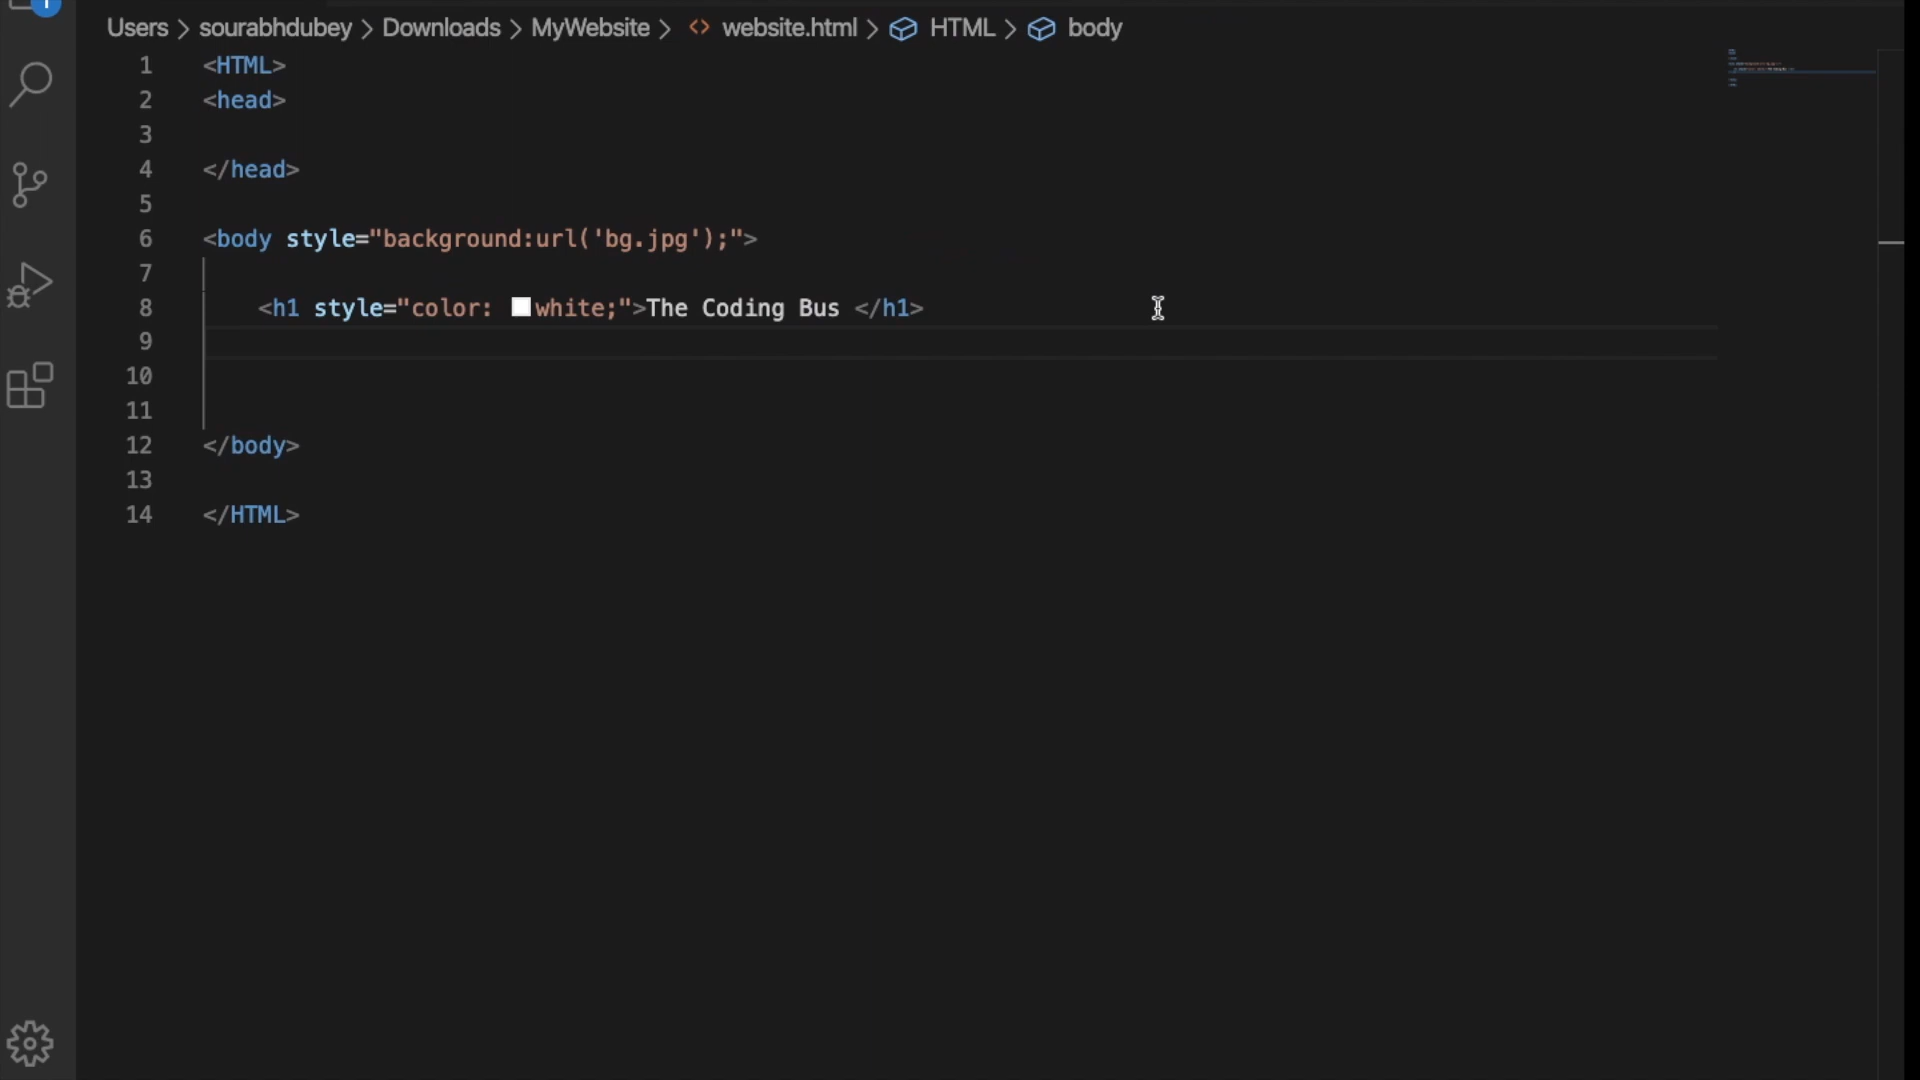 Users > sourabhdubey > Downloads > MyWebsite > <> website.html > HTML > body
1 <HTML>
2 <head>
3
4 </head>
5
6 <body style="background:url('bg.jpg');">
7
8 <h1 style="color: white;">The Coding Bus </h1>
9
10
11
12 </body>
13
14 </HTML>